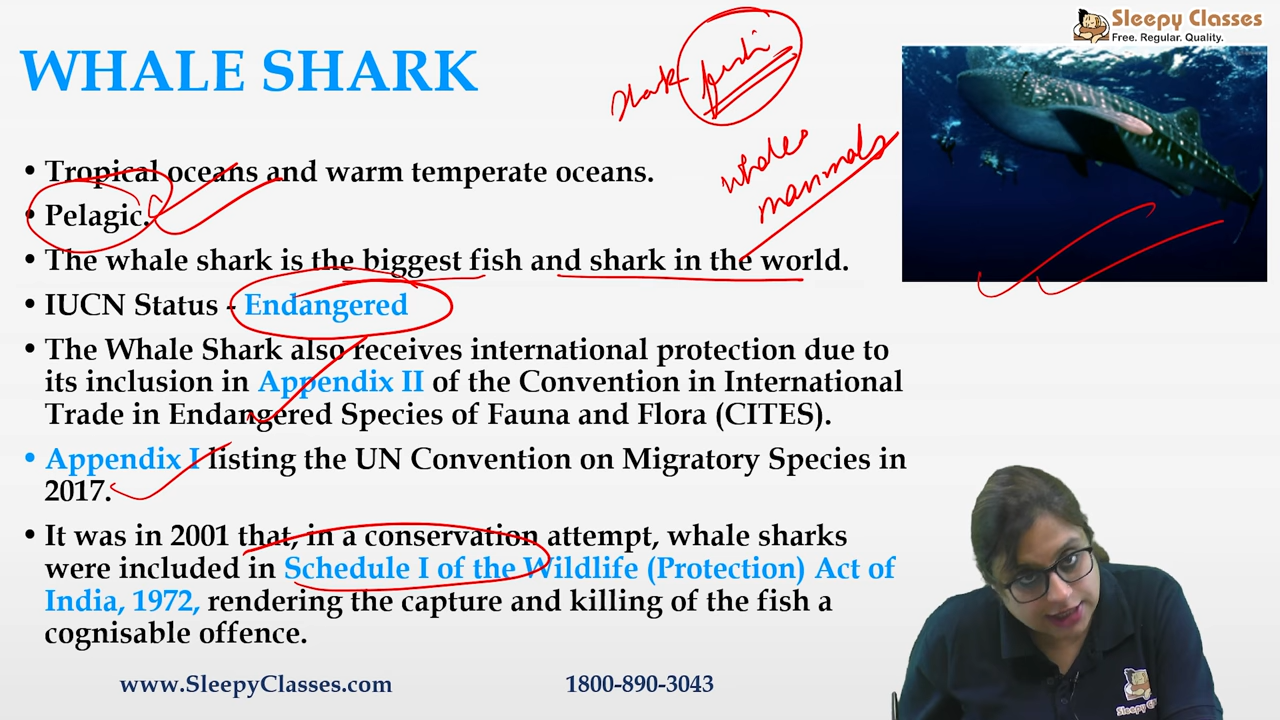 Sleepy Classes
Free. Regular. Quality.
WHALE SHARK
shark fish
whales
mammals
• Tropical oceans and warm temperate oceans.
• Pelagic.
• The whale shark is the biggest fish and shark in the world.
• IUCN Status - Endangered
• The Whale Shark also receives international protection due to
its inclusion in Appendix II of the Convention in International
Trade in Endangered Species of Fauna and Flora (CITES).
• Appendix I listing the UN Convention on Migratory Species in
2017.
• It was in 2001 that, in a conservation attempt, whale sharks
were included in Schedule I of the Wildlife (Protection) Act of
India, 1972, rendering the capture and killing of the fish a
cognisable offence.
www.SleepyClasses.com
1800-890-3043